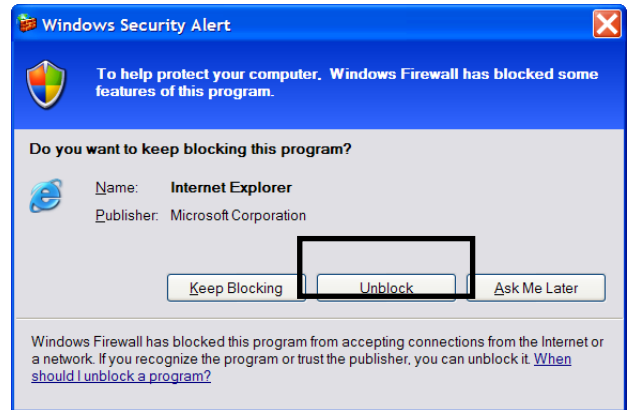 Windows Security Alert
To help protect your computer, Windows Firewall has blocked some
features of this program.
Do you want to keep blocking this program?
Name: Internet Explorer
Publisher: Microsoft Corporation
Keep Blocking Unblock Ask Me Later
Windows Firewall has blocked this program from accepting connections from the Internet or
a network. If you recognize the program or trust the publisher, you can unblock it. When
should I unblock a program?